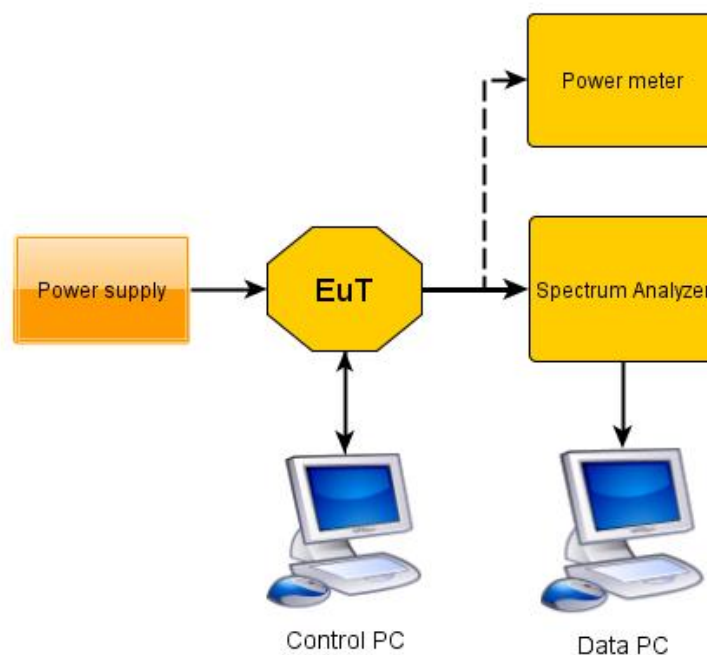 Power meter
Power supply
EuT
Spectrum Analyzer
Control PC
Data PC